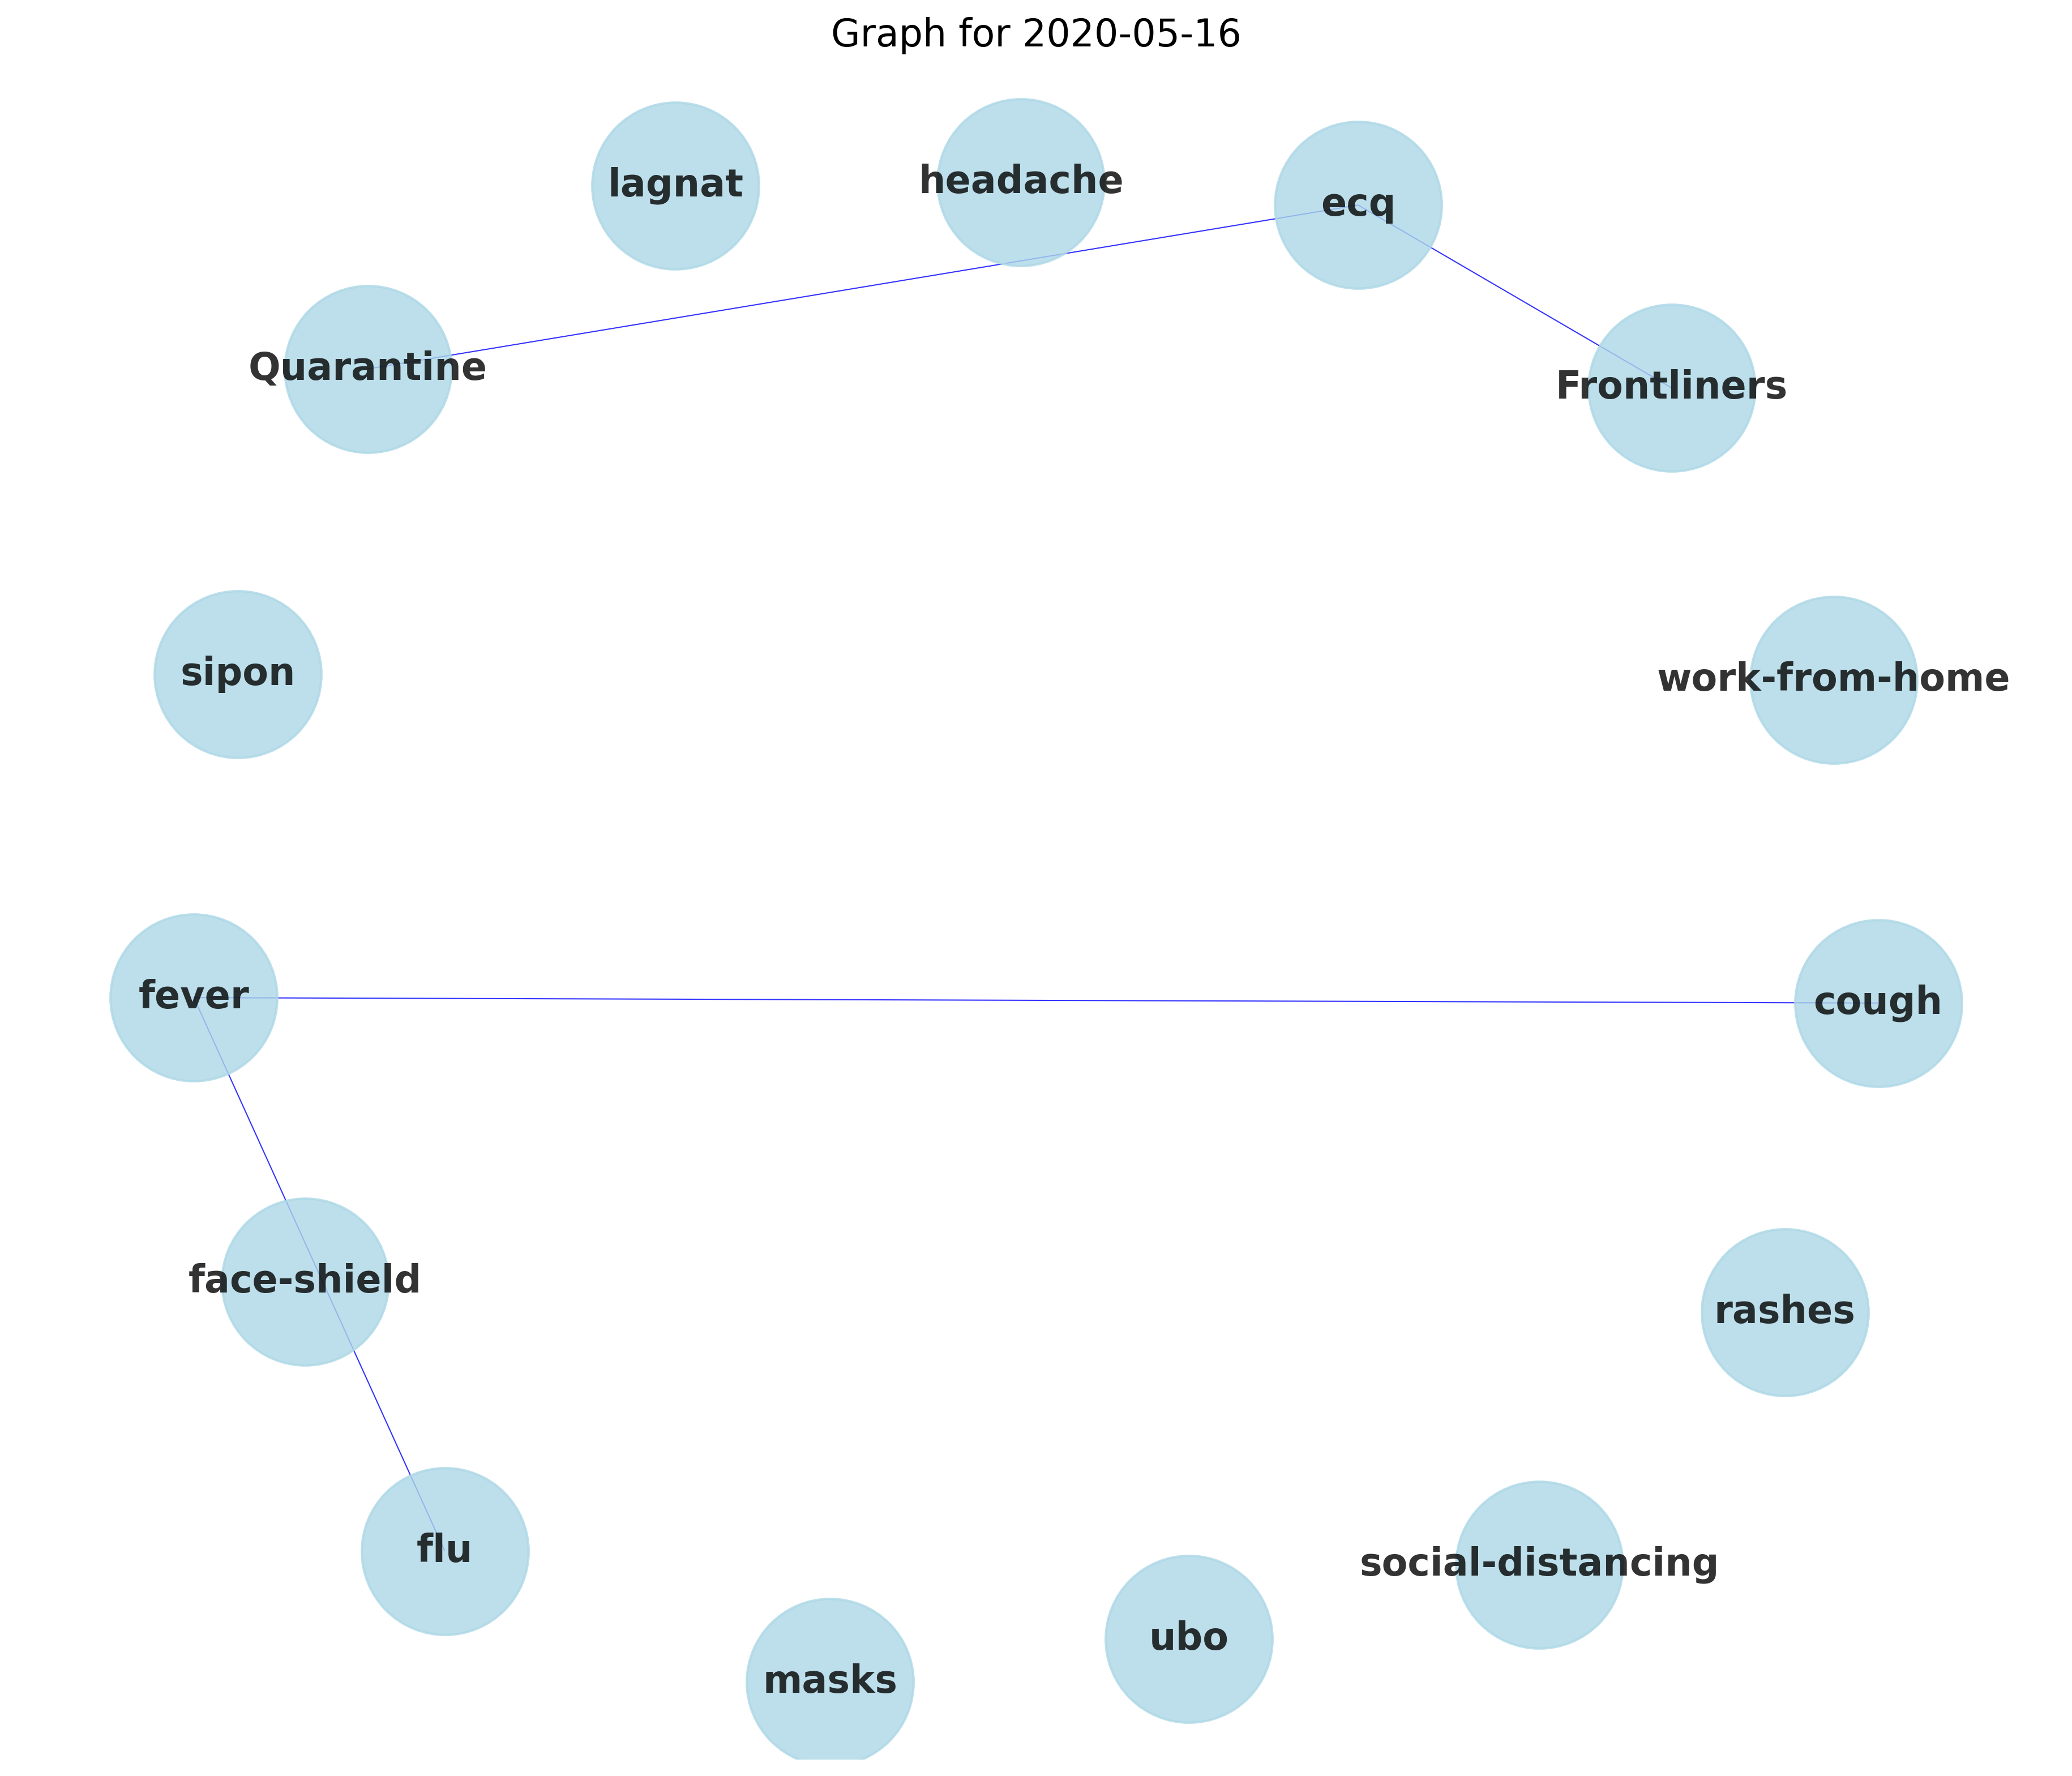 Graph for 2020-05-16
lagnat
headache
ecq
Quarantine
Frontliners
sipon
work-from-home
fever
cough
face-shield
rashes
flu
social-distancing
ubo
masks